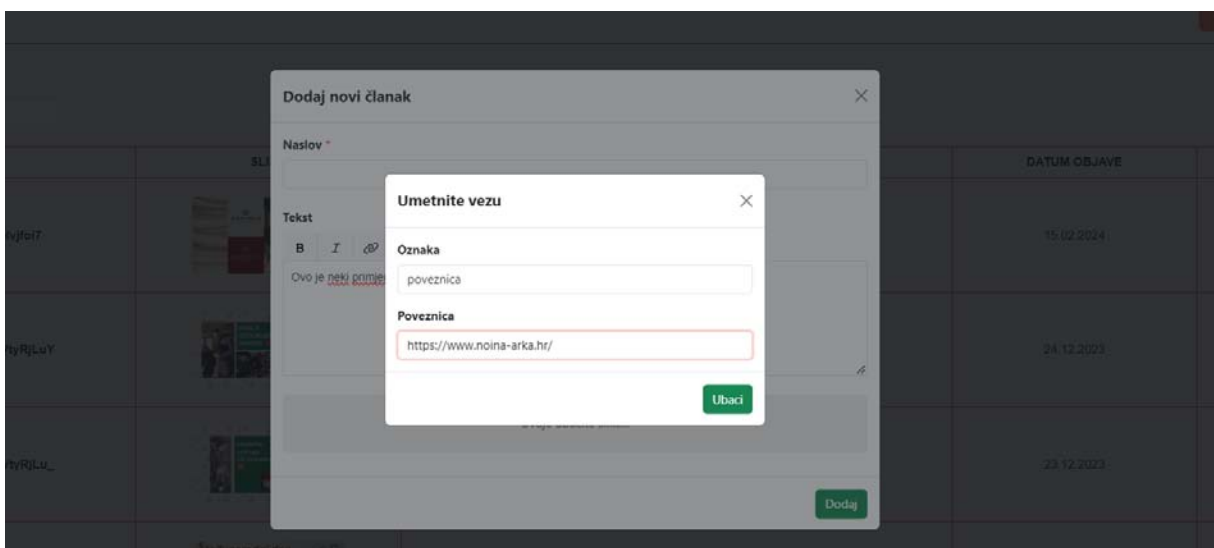 Dodaj novi članak
Naslov *
DATUM OBJAVE
Umetnite vezu
Tekst
B I
Oznaka
15.02.2024
Ovo je neki
poveznica
Poveznica
https://www.noina-arka.hr/
24.12.2023
Ubaci
23.12.2023
Dodaj